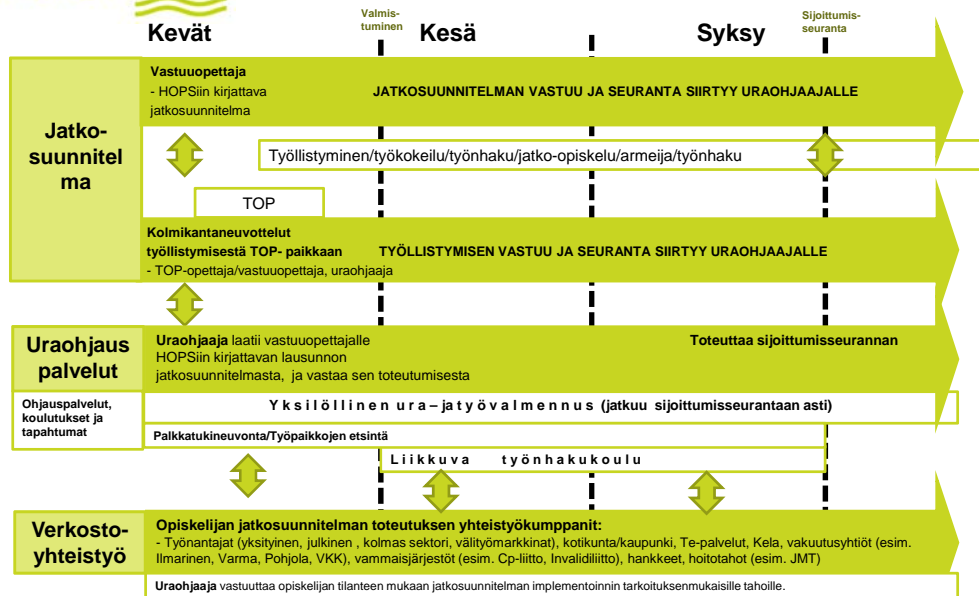 Valmis-
tuminen
Sijoittumis-
seuranta
Kevät
Kesä
Syksy
Jatko-
suunnitel
ma
Vastuuopettaja
- HOPSiin kirjattava
jatkosuunnitelma
JATKOSUUNNITELMAN VASTUU JA SEURANTA SIIRTYY URAOHJAAJALLE
Työllistyminen/työkokeilu/työnhaku/jatko-opiskelu/armeija/työnhaku
TOP
Kolmikantaneuvottelut
työllistymisestä TOP- paikkaan
- TOP-opettaja/vastuuopettaja, uraohjaaja
TYÖLLISTYMISEN VASTUU JA SEURANTA SIIRTYY URAOHJAAJALLE
Uraohjaus
palvelut
Uraohjaaja laatii vastuuopettajalle
HOPSiin kirjattavan lausunnon
jatkosuunnitelmasta, ja vastaa sen toteutumisesta
Toteuttaa sijoittumisseurannan
Ohjauspalvelut,
koulutukset ja
tapahtumat
Yksilöllinen ura – ja työvalmennus (jatkuu sijoittumisseurantaan asti)
Palkkatukineuvonta/Työpaikkojen etsintä
Liikkuva työnhakukoulu
Verkosto-
yhteistyö
Opiskelijan jatkosuunnitelman toteutuksen yhteistyökumppanit:
- Työnantajat (yksityinen, julkinen , kolmas sektori, välityömarkkinat), kotikunta/kaupunki, Te-palvelut, Kela, vakuutusyhtiöt (esim.
Ilmarinen, Varma, Pohjola, VKK), vammaisjärjestöt (esim. Cp-liitto, Invalidiliitto), hankkeet, hoitotahot (esim. JMT)
Uraohjaaja vastuuttaa opiskelijan tilanteen mukaan jatkosuunnitelman implementoinnin tarkoituksenmukaisille tahoille.